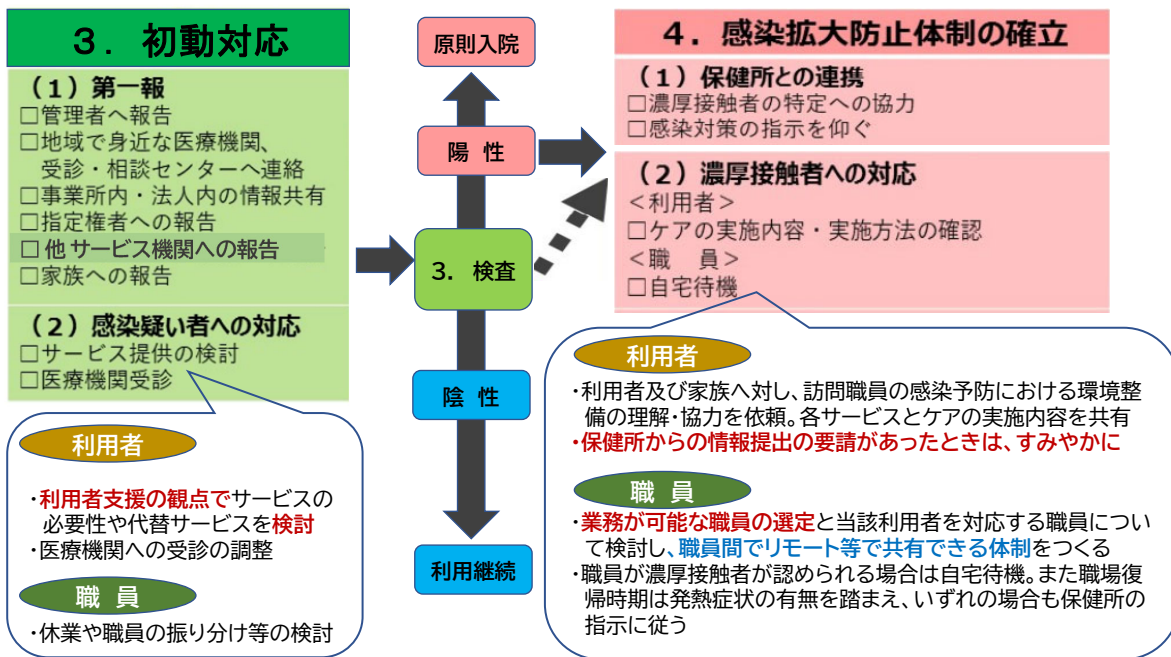 3．初動対応
（1）第一報
□管理者へ報告
□地域で身近な医療機関、
受診・相談センターへ連絡
□事業所内・法人内の情報共有
□指定権者への報告
□他サービス機関への報告
□家族への報告
（2）感染疑い者への対応
□サービス提供の検討
□医療機関受診
利用者
・利用者支援の観点でサービスの
必要性や代替サービスを検討
・医療機関への受診の調整
職 員
・休業や職員の振り分け等の検討
原則入院
陽 性
3． 検査
陰 性
利用継続
4．感染拡大防止体制の確立
（1）保健所との連携
□濃厚接触者の特定への協力
□感染対策の指示を仰ぐ
（2）濃厚接触者への対応
＜利用者＞
□ケアの実施内容・実施方法の確認
＜職 員＞
□自宅待機
利用者
・利用者及び家族へ対し、訪問職員の感染予防における環境整
備の理解・協力を依頼。各サービスとケアの実施内容を共有
・保健所からの情報提出の要請があったときは、すみやかに
職 員
・業務が可能な職員の選定と当該利用者を対応する職員につい
て検討し、職員間でリモート等で共有できる体制をつくる
・職員が濃厚接触者が認められる場合は自宅待機。また職場復
帰時期は発熱症状の有無を踏まえ、いずれの場合も保健所の
指示に従う